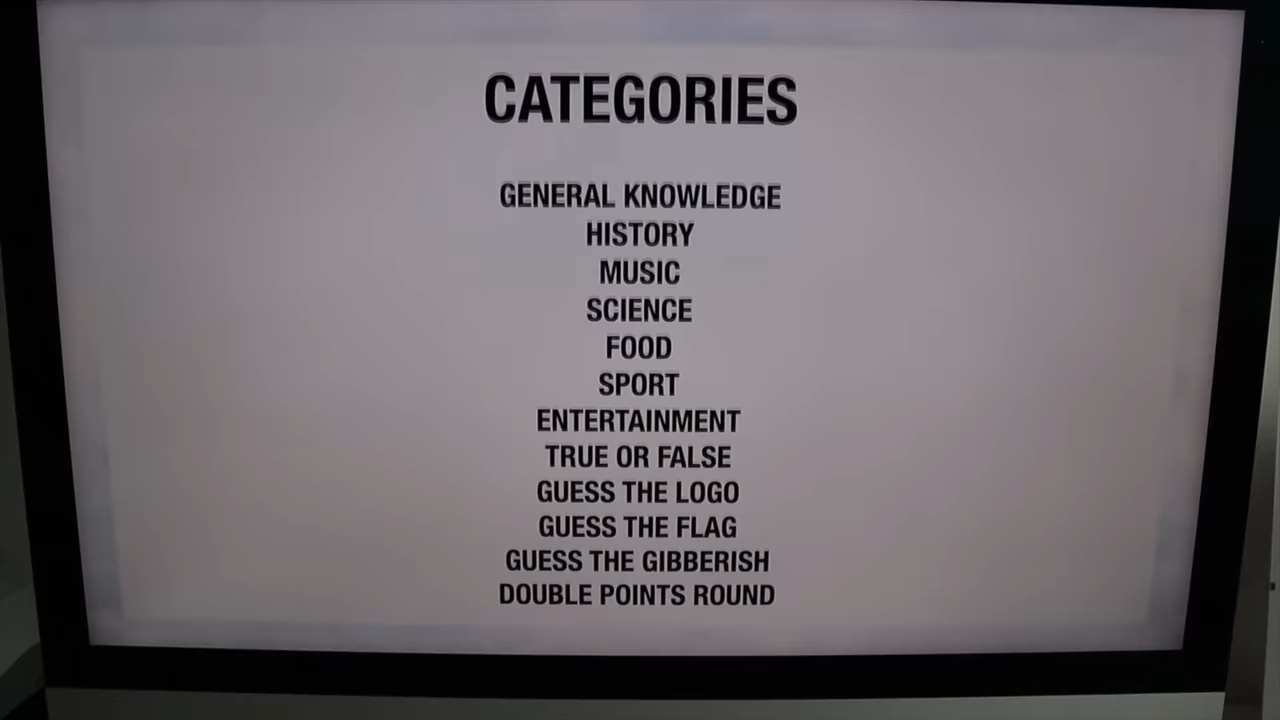 CATEGORIES
GENERAL KNOWLEDGE
HISTORY
MUSIC
SCIENCE
FOOD
SPORT
ENTERTAINMENT
TRUE OR FALSE
GUESS THE LOGO
GUESS THE FLAG
GUESS THE GIBBERISH
DOUBLE POINTS ROUND